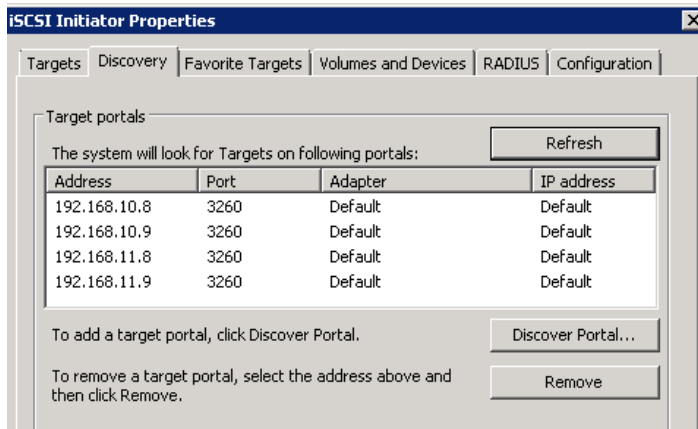 iSCSI Initiator Properties
Targets Discovery Favorite Targets Volumes and Devices RADIUS Configuration
Target portals
The system will look for Targets on following portals: Refresh
Address Port Adapter IP address
192.168.10.8 3260 Default Default
192.168.10.9 3260 Default Default
192.168.11.8 3260 Default Default
192.168.11.9 3260 Default Default
To add a target portal, click Discover Portal. Discover Portal...
To remove a target portal, select the address above and
then click Remove. Remove